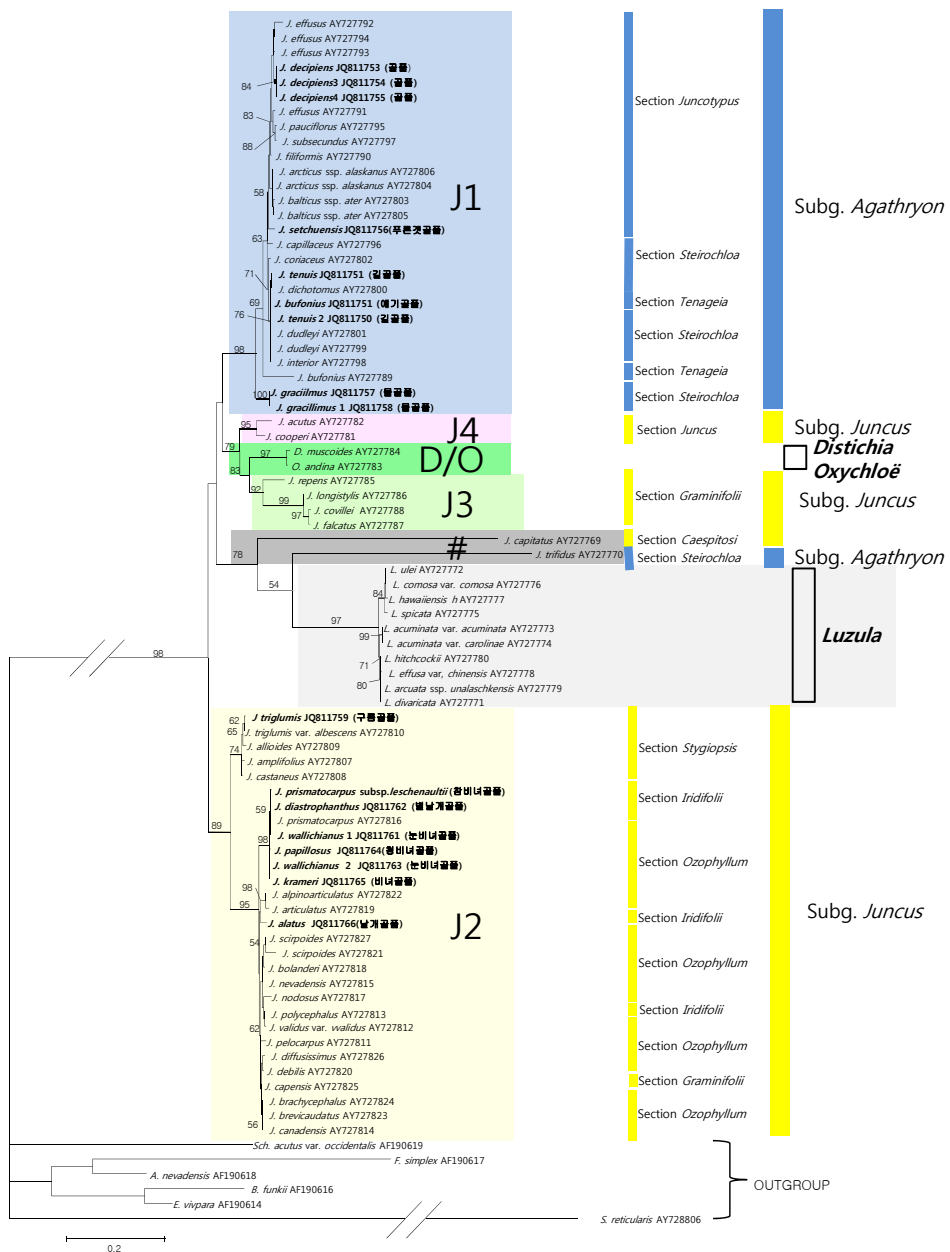 J. effusus AY727792
J. effusus AY727794
J. effusus AY727793
J. decipiens JQ811753 (골풀)
J. decipiens3 JQ811754 (골풀)
84
J. decipiens4 JQ811755 (골풀)
Section Juncotypus
J. effusus AY727791
83
J. pauciflorus AY727795
J. subsecundus AY727797
88
J. filiformis AY727790
J. arcticus ssp. alaskanus AY727806
J. arcticus ssp. alaskanus AY727804
58
J1
J. balticus ssp. ater AY727803
Subg. Agathryon
J. balticus ssp. ater AY727805
J. setchuensis JQ811756(푸른갯골풀)
63
J. capillaceus AY727796
Section Steirochloa
J. coriaceus AY727802
71
J. tenuis JQ811751 (길골풀)
J. dichotomus AY727800
69
J. bufonius JQ811751 (애기골풀)
Section Tenageia
76
J. tenuis 2 JQ811750 (길골풀)
J. dudleyi AY727801
Section Steirochloa
J. dudleyi AY727799
98
J. interior AY727798
J. bufonius AY727789
Section Tenageia
100
J. graciilmus JQ811757 (물골풀)
Section Steirochloa
J. gracillimus 1 JQ811758 (물골풀)
95
J. acutus AY727782
J4
Section Juncus
Subg. Juncus
J. cooperi AY727781
79
97
D. muscoides AY727784
D/O
Distichia
Oxychloë
83
O. andina AY727783
J. repens AY727785
92
99
J. longistylis AY727786
J3
Section Graminifolii
Subg. Juncus
97
J. covillei AY727788
J. falcatus AY727787
J. capitatus AY727769
#
Section Caespitosi
78
J. trifidus AY727770
Section Steirochloa
Subg. Agathryon
L. ulei AY727772
54
L. comosa var. comosa AY727776
84
L. hawaiiensis h AY727777
L. spicata AY727775
97
L. acuminata var. acuminata AY727773
99
L. acuminata var. carolinae AY727774
Luzula
98
L. hitchcockii AY727780
71
L. effusa var, chinensis AY727778
80
L. arcuata ssp. unalaschkensis AY727779
L. divaricata AY727771
62
J triglumis JQ811759 (구름골풀)
65
J. triglumis var. albescens AY727810
J. allioides AY727809
Section Stygiopsis
74
J. amplifolius AY727807
J. castaneus AY727808
J. prismatocarpus subsp.leschenaultii (참비녀골풀)
Section Iridifolii
59
J. diastrophanthus JQ811762 (별날개골풀)
J. prismatocarpus AY727816
89
J. wallichianus 1 JQ811761 (눈비녀골풀)
98
J. papillosus JQ811764(청비녀골풀)
Section Ozophyllum
J. wallichianus 2 JQ811763 (눈비녀골풀)
J. krameri JQ811765 (비녀골풀)
98
J. alpinoarticulatus AY727822
95
J. articulatus AY727819
Subg. Juncus
J. alatus JQ811766(날개골풀)
J2
Section Iridifolii
54
J. scirpoides AY727827
J. scirpoides AY727821
Section Ozophyllum
J. bolanderi AY727818
J. nevadensis AY727815
J. nodosus AY727817
Section Iridifolii
J. polycephalus AY727813
62
J. validus var. vvalidus AY727812
J. pelocarpus AY727811
Section Ozophyllum
J. diffusissimus AY727826
J. debilis AY727820
Section Graminifolii
J. capensis AY727825
J. brachycephalus AY727824
Section Ozophyllum
J. brevicaudatus AY727823
56
J. canadensis AY727814
Sch. acutus var. occidentalis AF190619
F. simplex AF190617
A. nevadensis AF190618
OUTGROUP
B. funkii AF190616
E. vivpara AF190614
S. reticularis AY728806
0.2